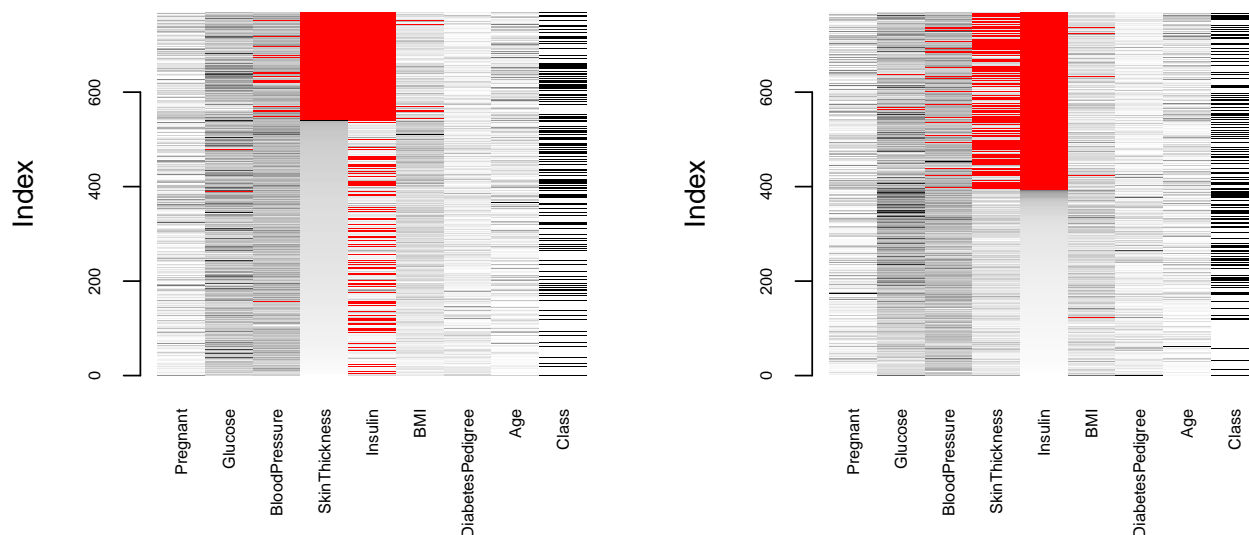 Index
0
200
400
600
Pregnant
Glucose
BloodPressure
SkinThickness
Insulin
BMI
DiabetesPedigree
Age
Class
Index
0
200
400
600
Pregnant
Glucose
BloodPressure
SkinThickness
Insulin
BMI
DiabetesPedigree
Age
Class